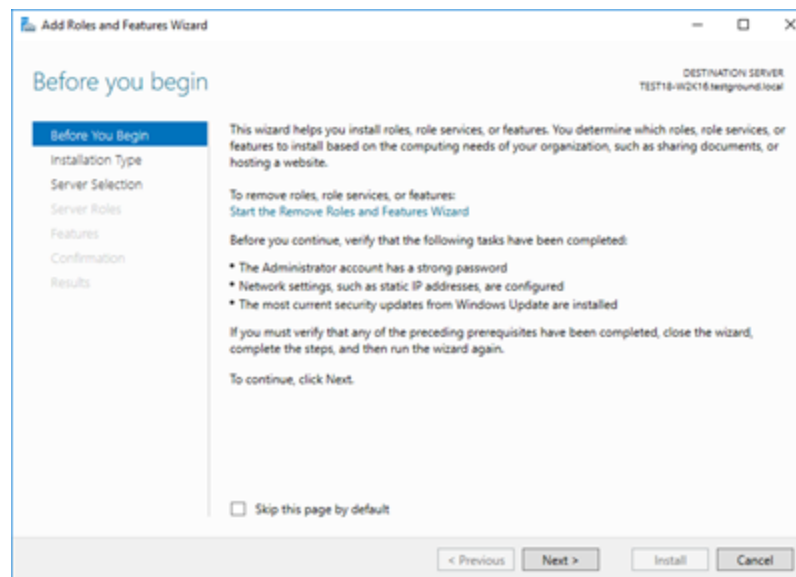 Add Roles and Features Wizard
Before you begin
DESTINATION SERVER
TEST18-W2K16.testground.local
Before You Begin
Installation Type
Server Selection
Server Roles
Features
Confirmation
Results
This wizard helps you install roles, role services, or features. You determine which roles, role services, or
features to install based on the computing needs of your organization, such as sharing documents, or
hosting a website.
To remove roles, role services, or features:
Start the Remove Roles and Features Wizard
Before you continue, verify that the following tasks have been completed:
• The Administrator account has a strong password
• Network settings, such as static IP addresses, are configured
• The most current security updates from Windows Update are installed
If you must verify that any of the preceding prerequisites have been completed, close the wizard,
complete the steps, and then run the wizard again.
To continue, click Next.
Skip this page by default
< Previous
Next >
Install
Cancel